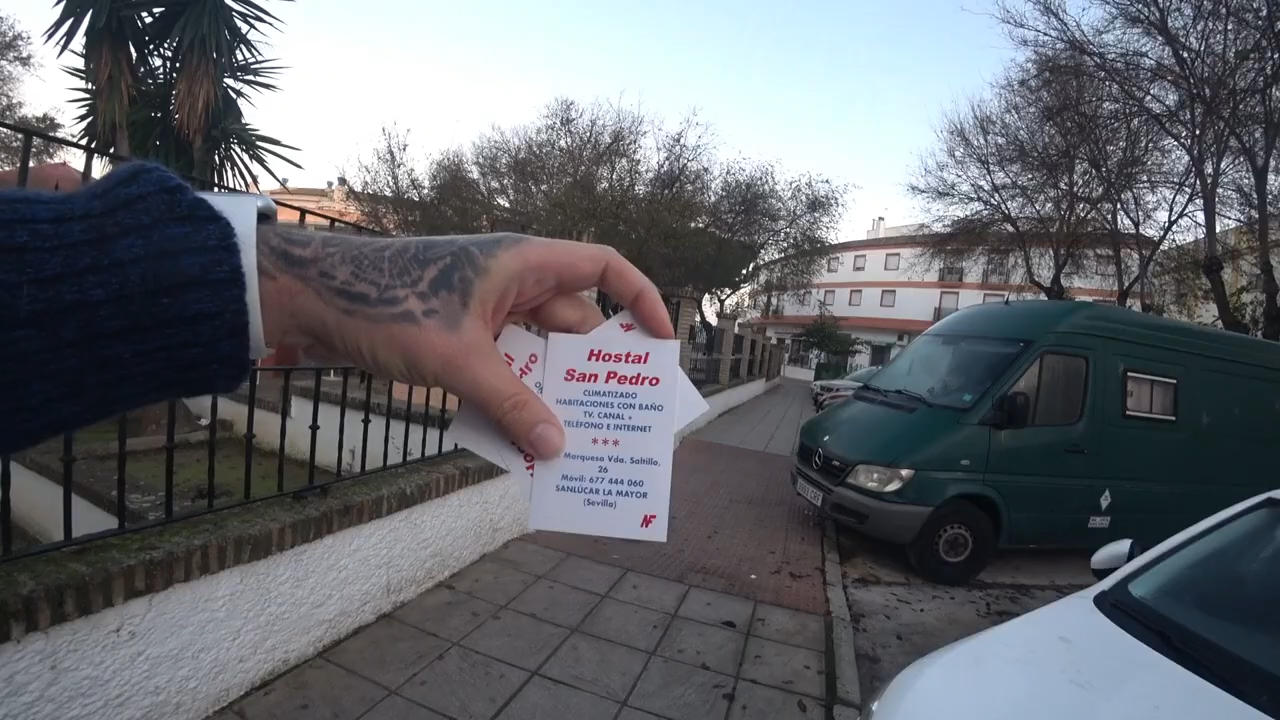 Hostal
San Pedro
CLIMATIZADO
HABITACIONES CON BAÑO
TV. CANAL +
TELÉFONO E INTERNET
***
Marquesa Vda. Saltillo,
26
Móvil: 677 444 060
SANLÚCAR LA MAYOR
(Sevilla)
NF